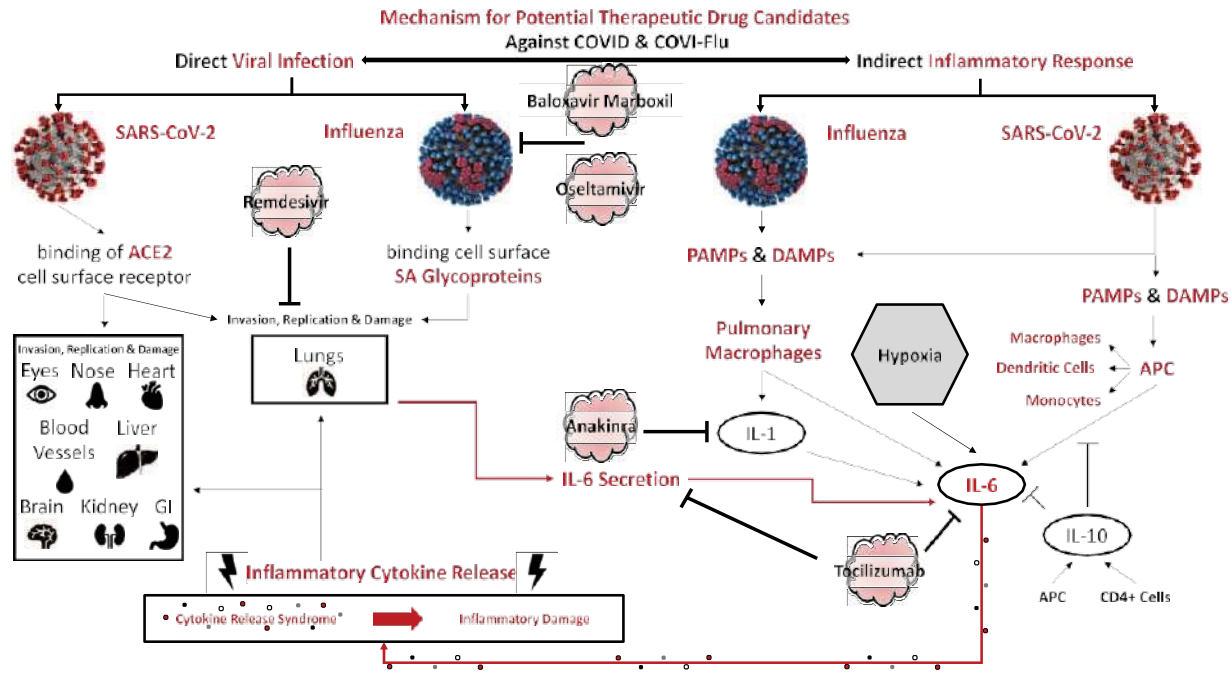 Mechanism for Potential Therapeutic Drug Candidates
Against COVID & COVI-Flu
Direct Viral Infection
Indirect Inflammatory Response
Baloxavir Marboxil
SARS-CoV-2
Influenza
Influenza
SARS-CoV-2
Oseltamivir
Remdesivir
binding of ACE2
cell surface receptor
binding cell surface
SA Glycoproteins
PAMPs & DAMPs
PAMPs & DAMPs
Invasion, Replication & Damage
Pulmonary
Macrophages
Hypoxia
Macrophages
Dendritic Cells
Monocytes
APC
Invasion, Replication & Damage
Eyes Nose Heart
Blood
Vessels
Liver
Brain Kidney GI
Lungs
Anakinra
IL-1
IL-6 Secretion
IL-6
IL-10
Tocilizumab
APC
CD4+ Cells
Inflammatory Cytokine Release
Cytokine Release Syndrome
Inflammatory Damage